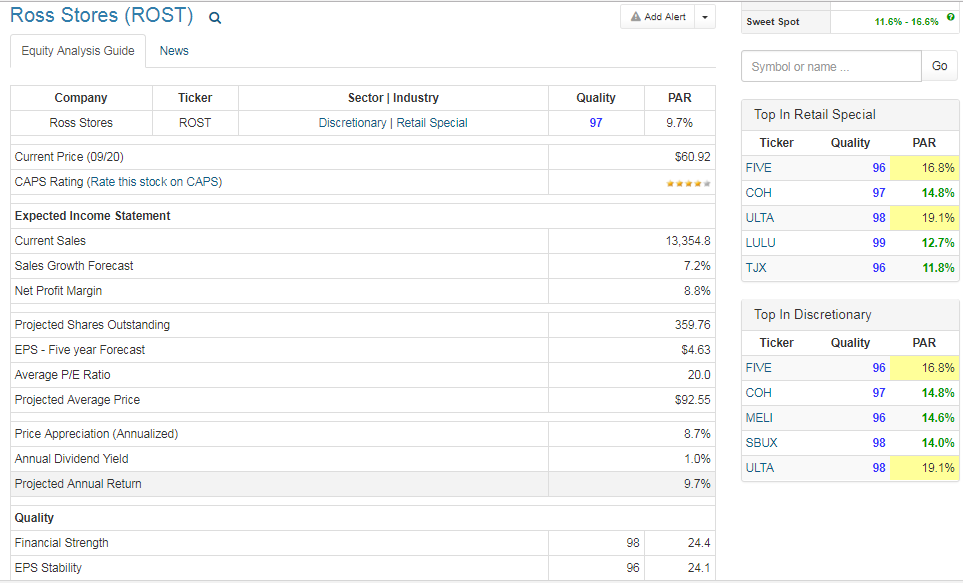 Ross Stores (ROST)
Add Alert
Equity Analysis Guide News
Company Ticker Sector | Industry Quality PAR
Ross Stores ROST Discretionary | Retail Special 97 9.7%
Current Price (09/20) $60.92
CAPS Rating (Rate this stock on CAPS)
Expected Income Statement
Current Sales 13,354.8
Sales Growth Forecast 7.2%
Net Profit Margin 8.8%
Projected Shares Outstanding 359.76
EPS - Five year Forecast $4.63
Average P/E Ratio 20.0
Projected Average Price $92.55
Price Appreciation (Annualized) 8.7%
Annual Dividend Yield 1.0%
Projected Annual Return 9.7%
Quality
Financial Strength 98 24.4
EPS Stability 96 24.1
Sweet Spot 11.6% - 16.6% ?
Symbol or name ... Go
Top In Retail Special
Ticker Quality PAR
FIVE 96 16.8%
COH 97 14.8%
ULTA 98 19.1%
LULU 99 12.7%
TJX 96 11.8%
Top In Discretionary
Ticker Quality PAR
FIVE 96 16.8%
COH 97 14.8%
MELI 96 14.6%
SBUX 98 14.0%
ULTA 98 19.1%